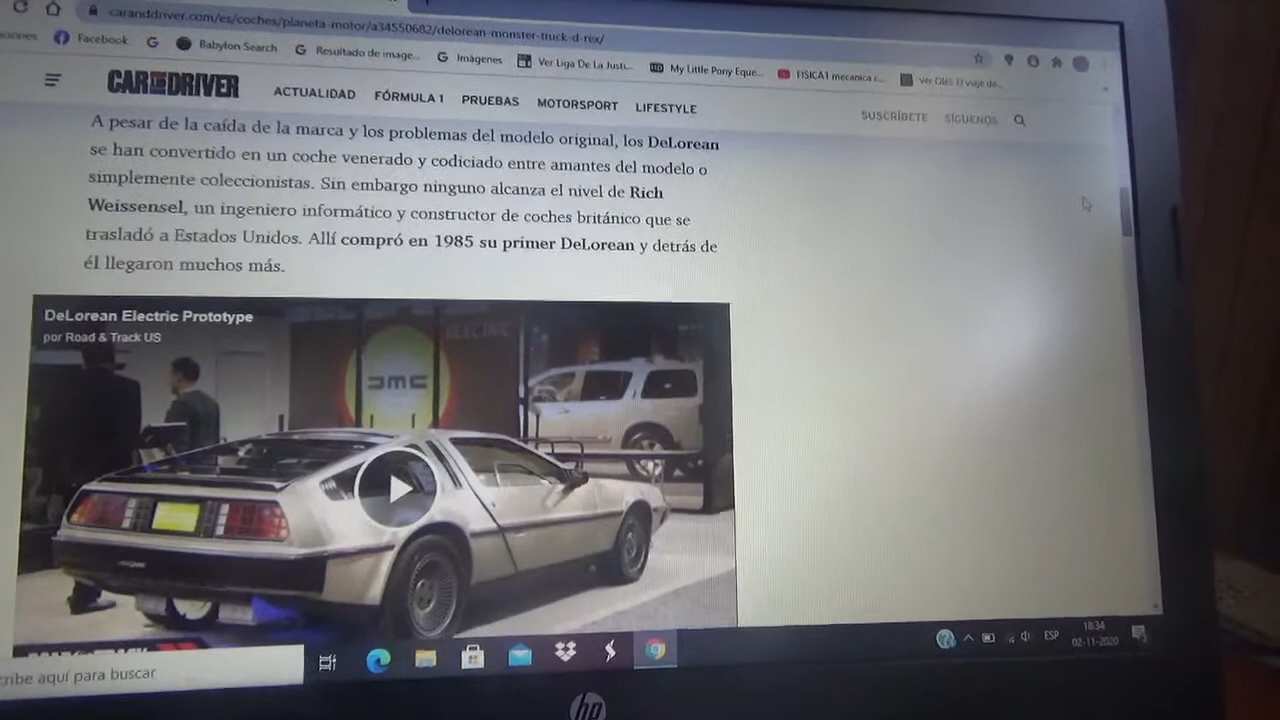 caranddriver.com/es/coches/planeta-motor/a34550682/delorean-monster-truck-d-rex/
Facebook
Babylon Search
Resultado de image...
Imágenes
Ver Liga De La Justi...
My Little Pony Eque...
FISICA1 mecanica c...
CAR AND DRIVER
ACTUALIDAD
FÓRMULA 1
PRUEBAS
MOTORSPORT
LIFESTYLE
SUSCRÍBETE
SÍGUENOS
A pesar de la caída de la marca y los problemas del modelo original, los DeLorean
se han convertido en un coche venerado y codiciado entre amantes del modelo o
simplemente coleccionistas. Sin embargo ninguno alcanza el nivel de Rich
Weissensel, un ingeniero informático y constructor de coches británico que se
trasladó a Estados Unidos. Allí compró en 1985 su primer DeLorean y detrás de
él llegaron muchos más.
DeLorean Electric Prototype
por Road & Track US
ELECTRIC
DMC
cribe aquí para buscar
ESP
18:34
02-11-2020
hp